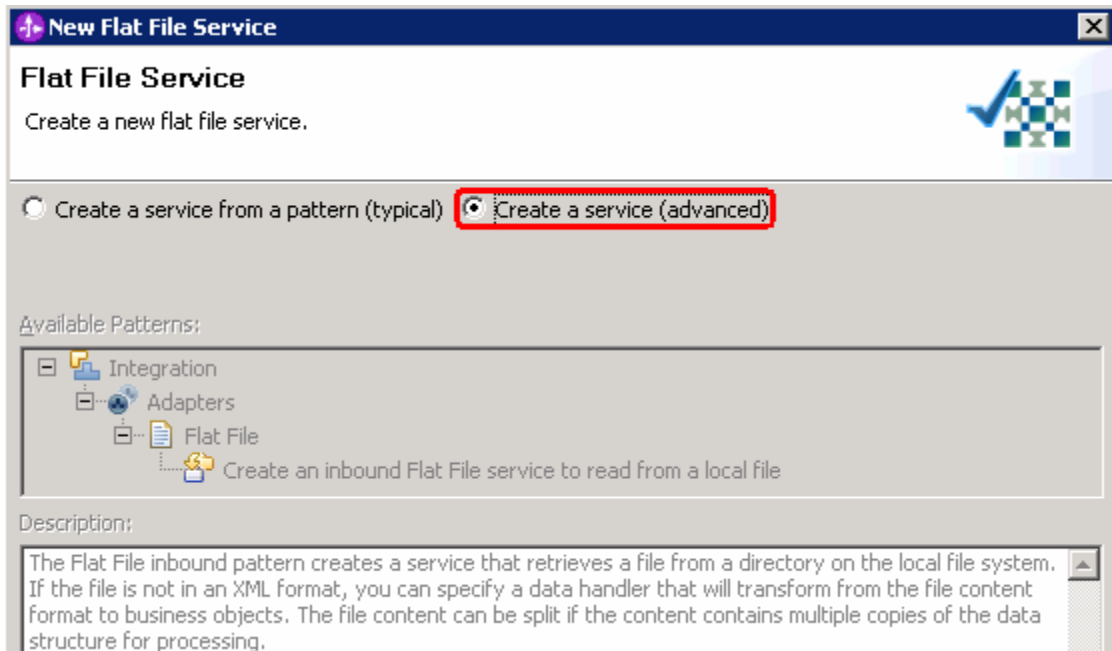 New Flat File Service
Flat File Service
Create a new flat file service.
Create a service from a pattern (typical) Create a service (advanced)
Available Patterns:
Integration
Adapters
Flat File
Create an inbound Flat File service to read from a local file
Description:
The Flat File inbound pattern creates a service that retrieves a file from a directory on the local file system.
If the file is not in an XML format, you can specify a data handler that will transform from the file content
format to business objects. The file content can be split if the content contains multiple copies of the data
structure for processing.